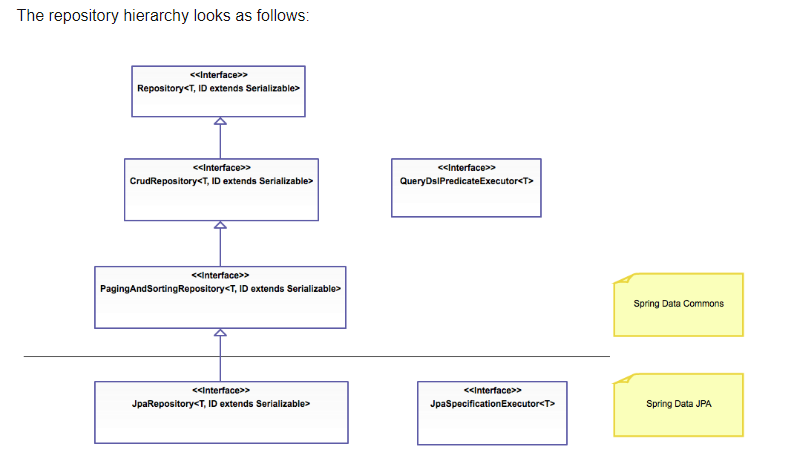 The repository hierarchy looks as follows:
<<Interface>>
Repository<T, ID extends Serializable>
<<Interface>>
CrudRepository<T, ID extends Serializable>
<<Interface>>
QueryDslPredicateExecutor<T>
<<Interface>>
PagingAndSortingRepository<T, ID extends Serializable>
Spring Data Commons
<<Interface>>
JpaRepository<T, ID extends Serializable>
<<Interface>>
JpaSpecificationExecutor<T>
Spring Data JPA